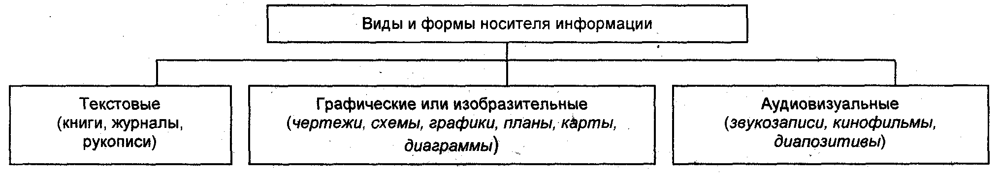 Виды и формы носителя информации
Текстовые
(книги, журналы,
рукописи)
Графические или изобразительные
(чертежи, схемы, графики, планы, карты,
диаграммы)
Аудиовизуальные
(звукозаписи, кинофильмы,
диапозитивы)